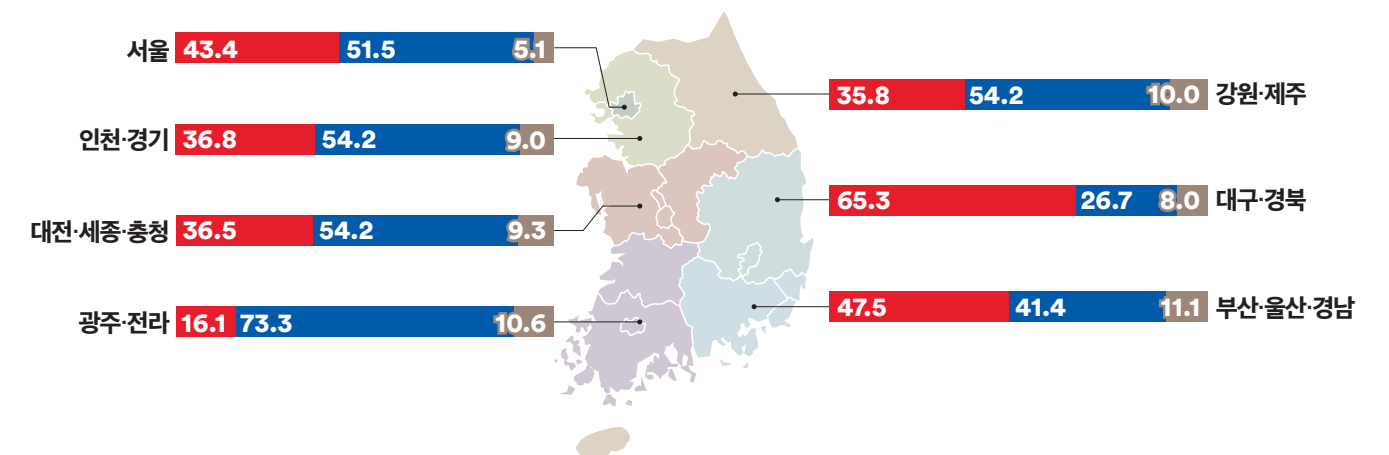 서울 43.4 51.5 5.1
인천·경기 36.8 54.2 9.0
대전·세종·충청 36.5 54.2 9.3
광주·전라 16.1 73.3 10.6
35.8 54.2 10.0 강원·제주
65.3 26.7 8.0 대구·경북
47.5 41.4 11.1 부산·울산·경남